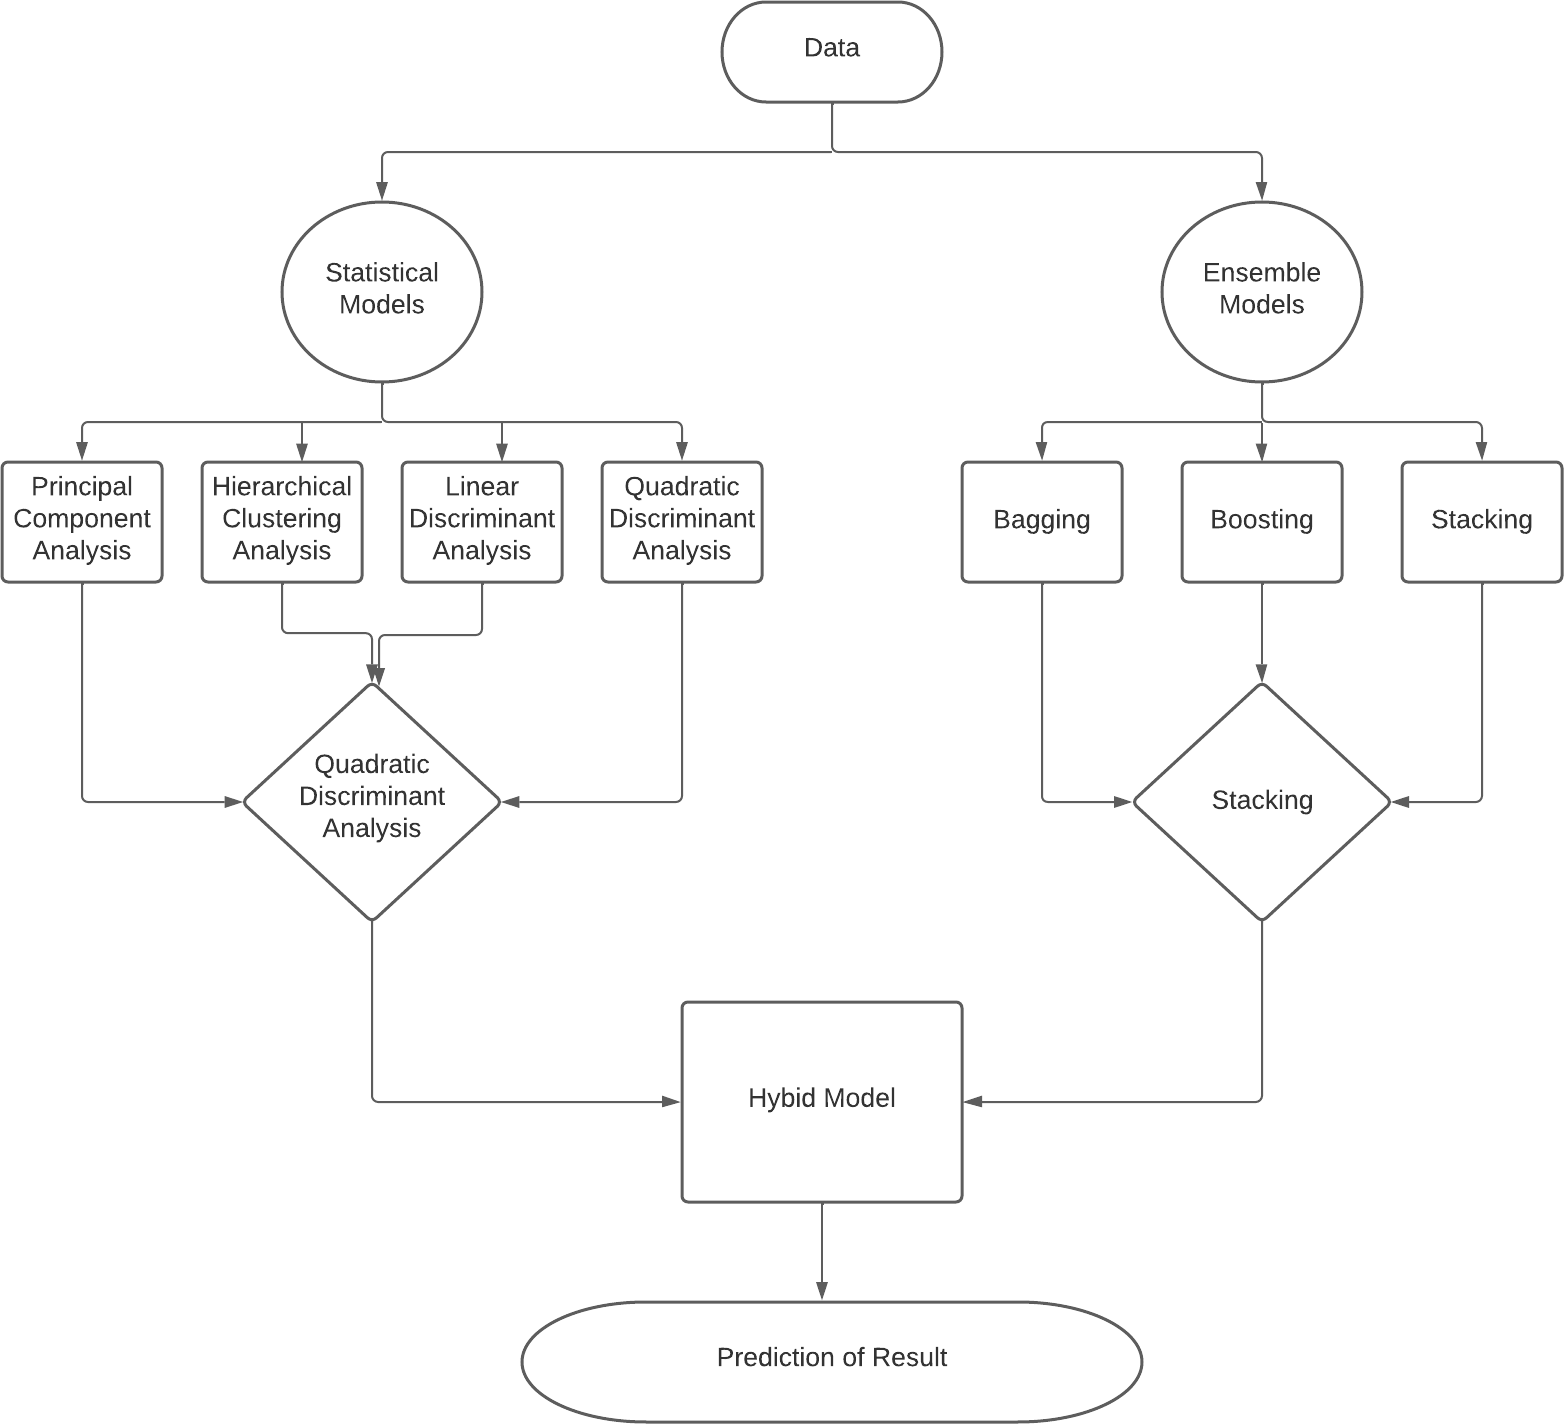 Data
Statistical
Models
Ensemble
Models
Principal
Component
Analysis
Hierarchical
Clustering
Analysis
Linear
Discriminant
Analysis
Quadratic
Discriminant
Analysis
Bagging
Boosting
Stacking
Quadratic
Discriminant
Analysis
Stacking
Hybid Model
Prediction of Result